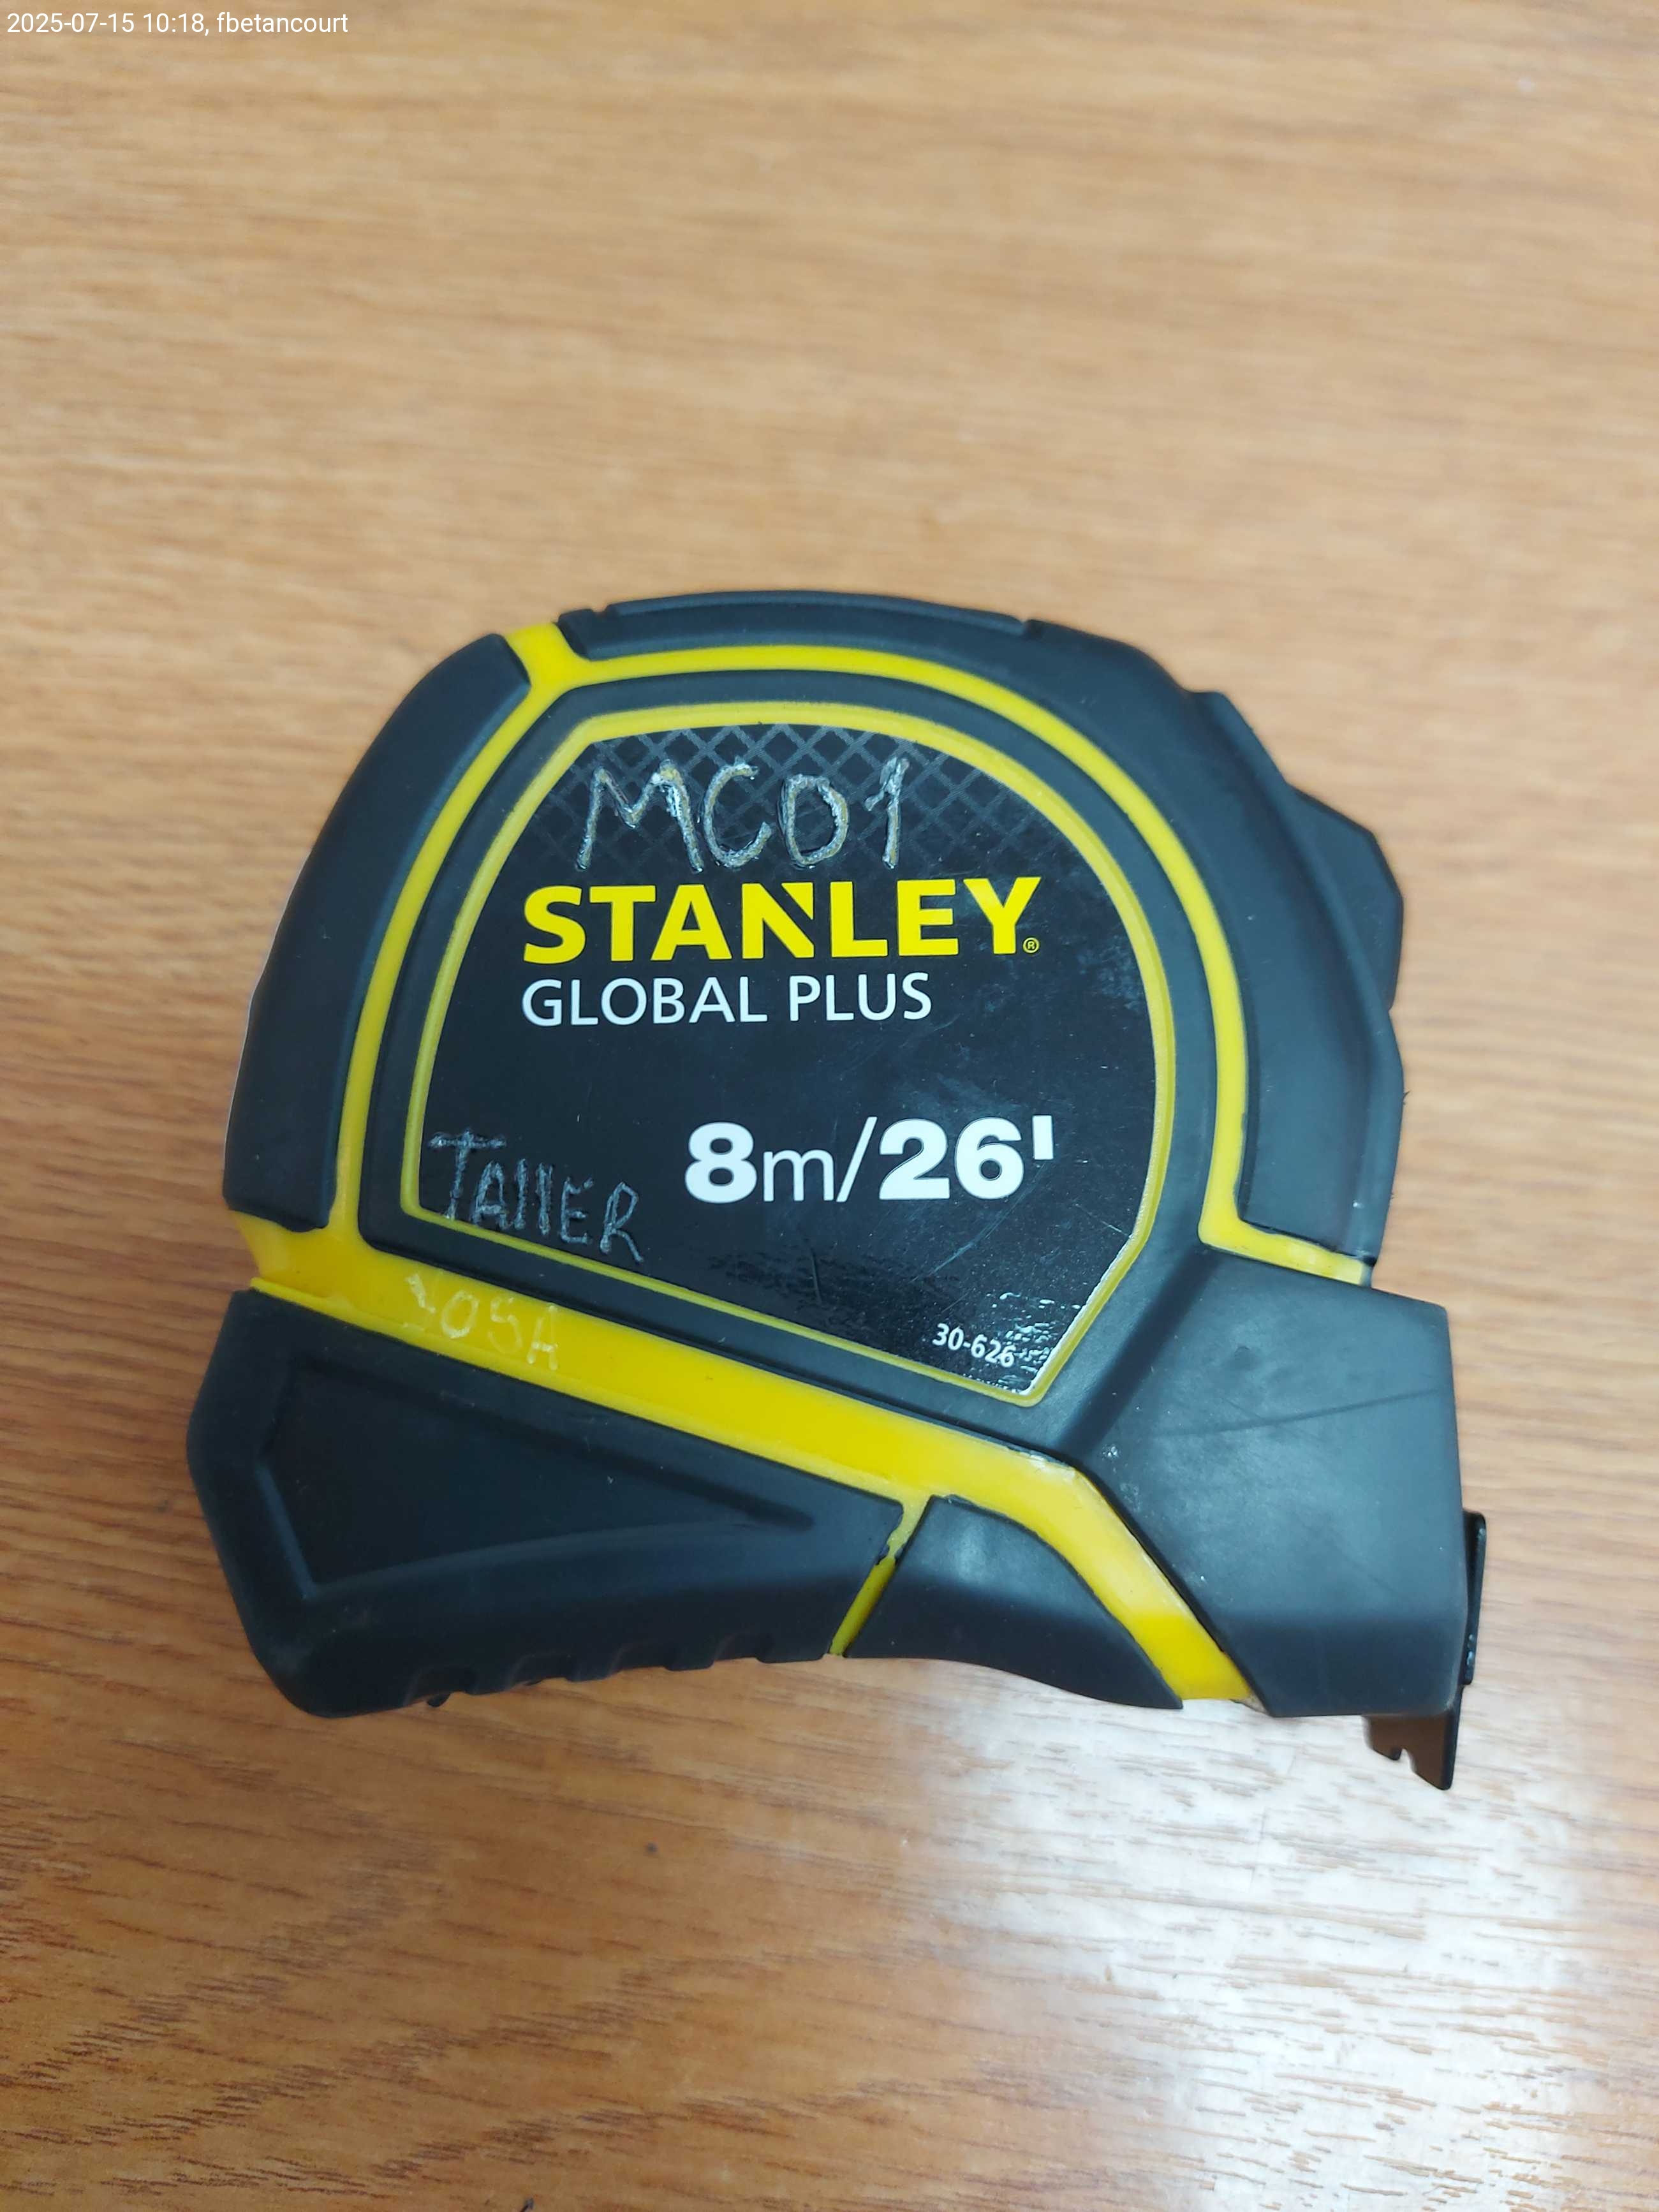 2025-07-15 10:18, fbetancourt
MC01
STANLEY®
GLOBAL PLUS
8m/26'
TAllER
30-626